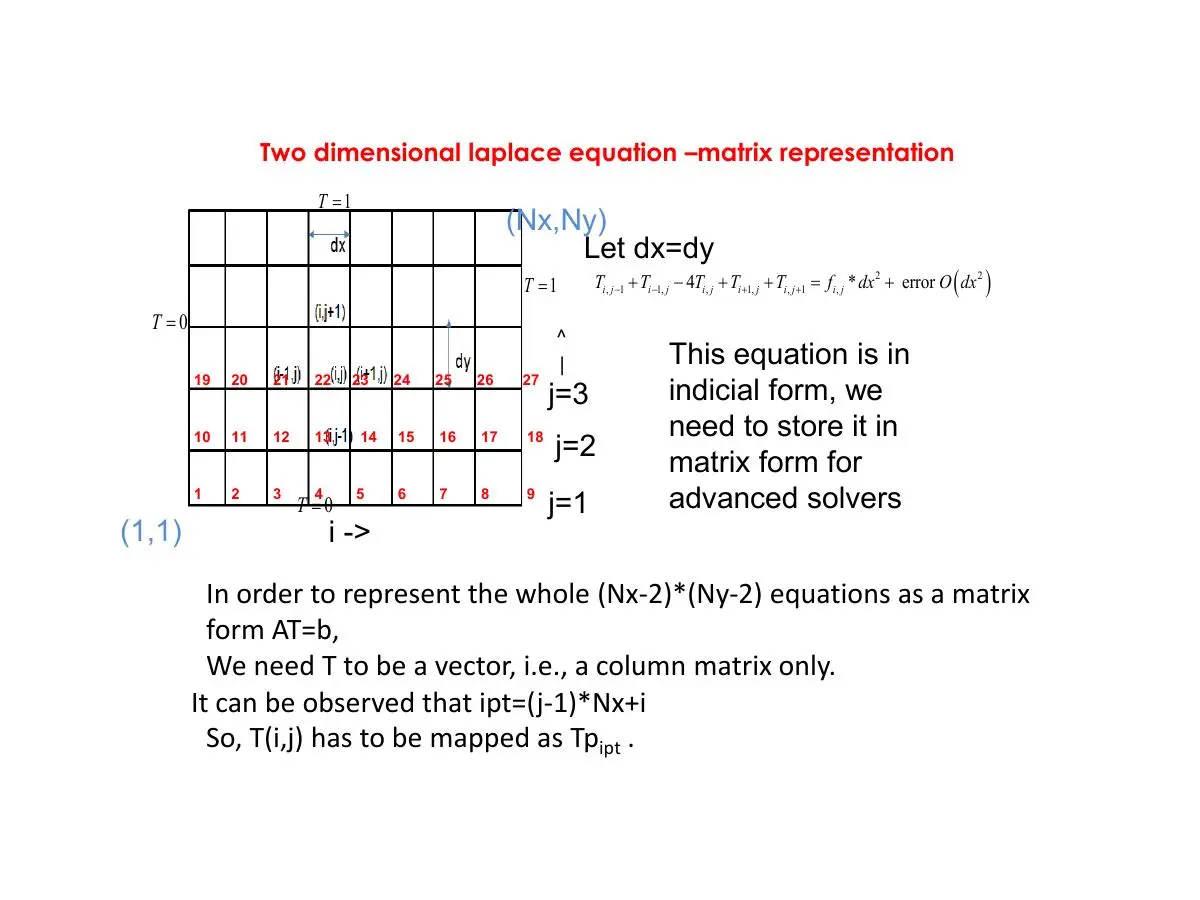 Two dimensional laplace equation –matrix representation
T = 1
(Nx,Ny)
dx
Let dx=dy
T = 1
T_{i,j−1} + T_{i−1,j} − 4T_{i,j} + T_{i+1,j} + T_{i,j+1} = f_{i,j} * dx^2 + error O(dx^2)
(i,j+1)
T = 0
^
|
dy
(i-1,j) (i,j) (i+1,j)
19 20 21 22 23 24 25 26 27
j=3
(i,j-1)
10 11 12 13 14 15 16 17 18
j=2
1 2 3 4 5 6 7 8 9
j=1
T = 0
(1,1)
i ->
This equation is in
indicial form, we
need to store it in
matrix form for
advanced solvers
In order to represent the whole (Nx-2)*(Ny-2) equations as a matrix
form AT=b,
We need T to be a vector, i.e., a column matrix only.
It can be observed that ipt=(j-1)*Nx+i
So, T(i,j) has to be mapped as Tp_{ipt} .